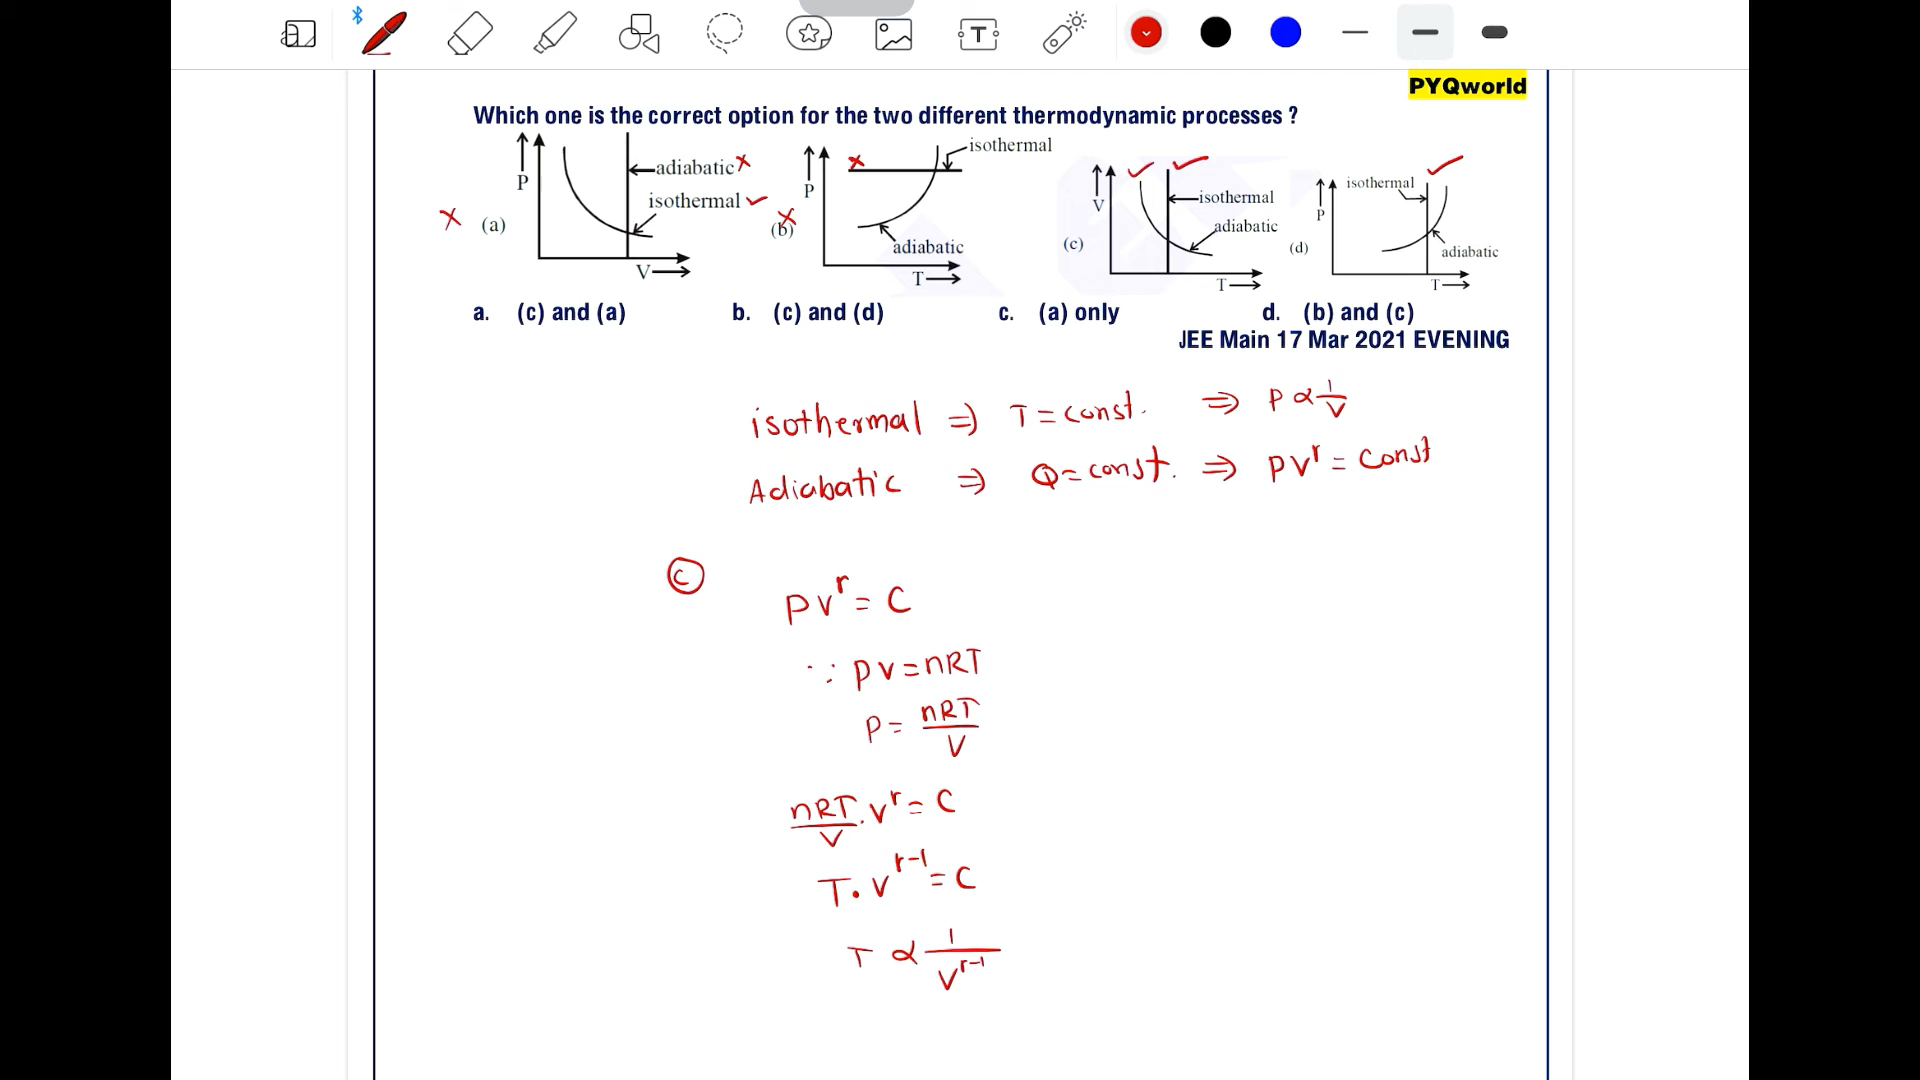 PYQworld
Which one is the correct option for the two different thermodynamic processes ?
P
adiabatic ×
isothermal ✓
× (a)
V
×
isothermal
P
(b) ×
adiabatic
T
✓ ✓
V
isothermal
adiabatic
(c)
T
✓
isothermal
P
(d)
adiabatic
T
a. (c) and (a) b. (c) and (d) c. (a) only d. (b) and (c)
JEE Main 17 Mar 2021 EVENING
isothermal ⇒ T = const. ⇒ P ∝ 1/V
Adiabatic ⇒ Q = const. ⇒ PV^r = const
C
PV^r = C
∵ PV = nRT
P = nRT/V
nRT/V . V^r = C
T . V^r-1 = C
T ∝ 1/V^r-1